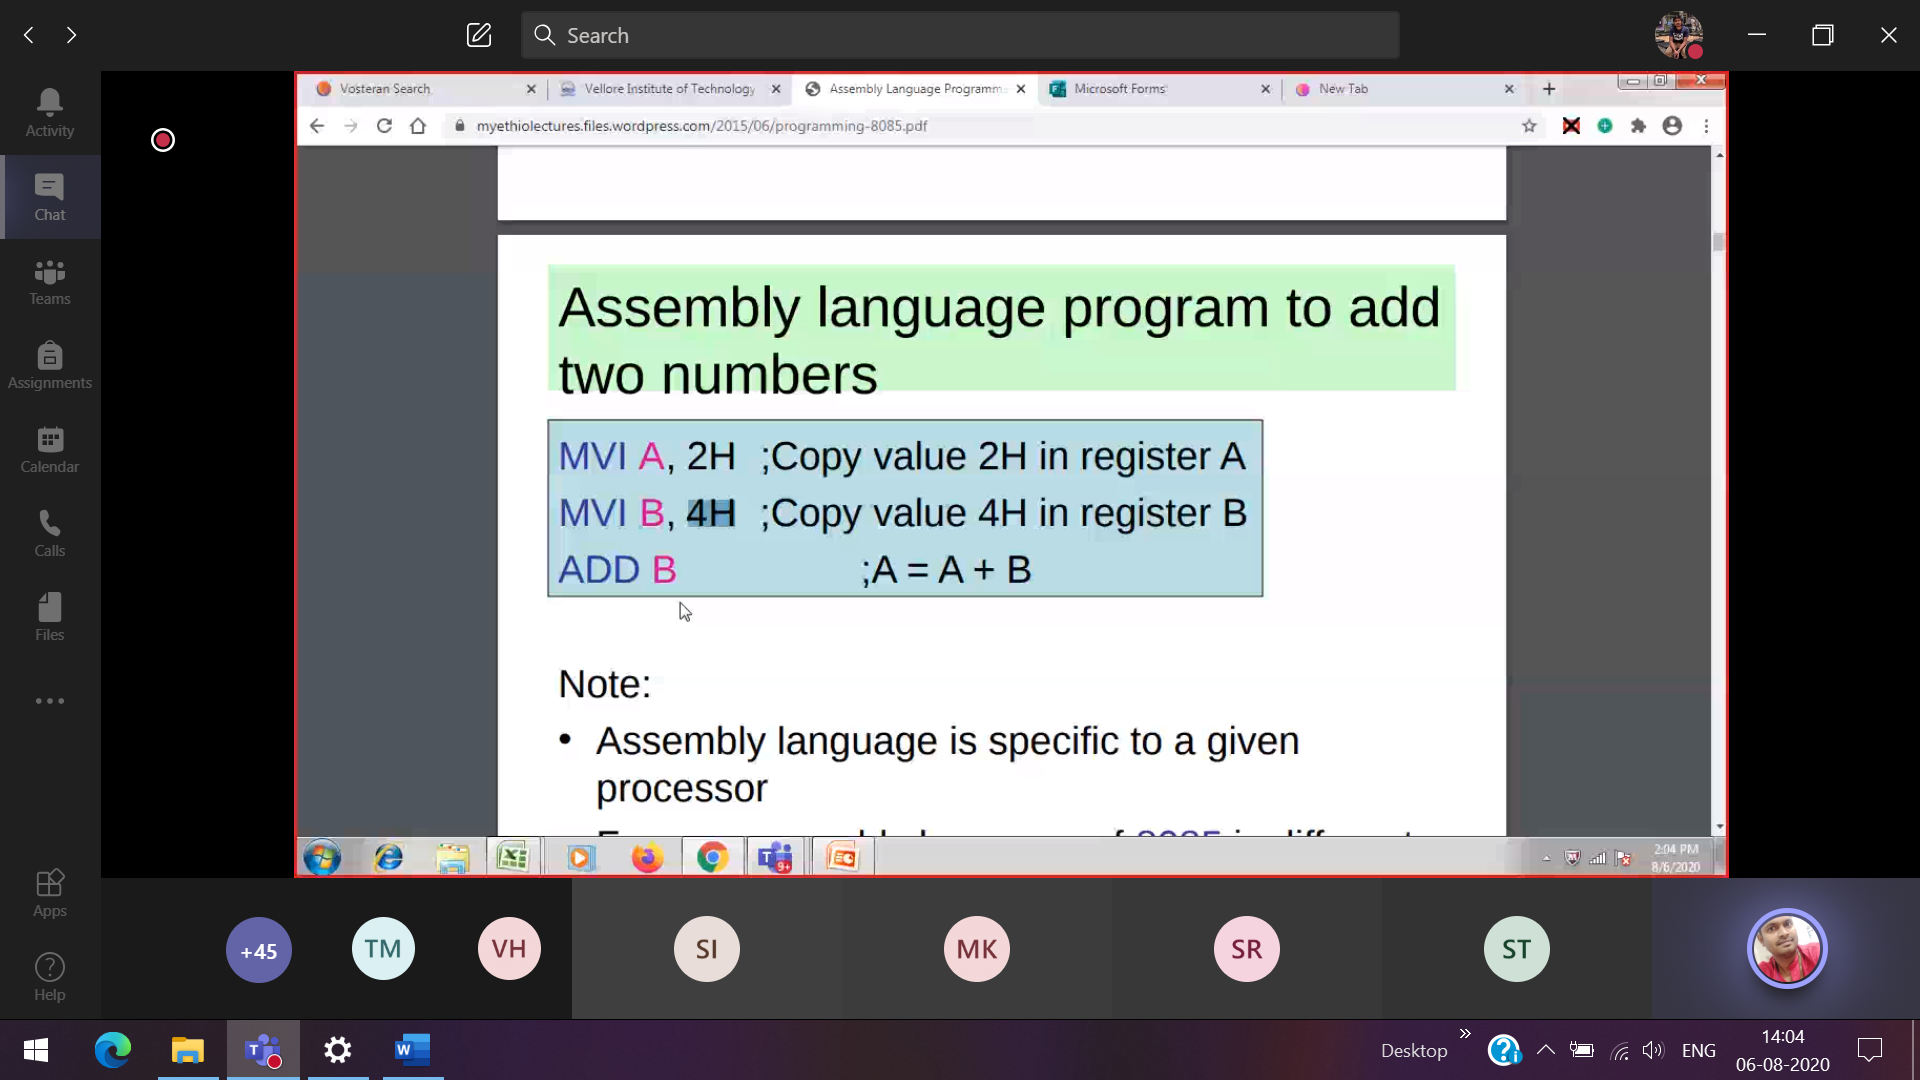 Search
Activity
Chat
Teams
Assignments
Calendar
Calls
Files
Apps
Help
Vosteran Search
Vellore Institute of Technology
Assembly Language Programm
Microsoft Forms
New Tab
myethiolectures.files.wordpress.com/2015/06/programming-8085.pdf
Assembly language program to add
two numbers
MVI A, 2H ;Copy value 2H in register A
MVI B, 4H ;Copy value 4H in register B
ADD B ;A = A + B
Note:
• Assembly language is specific to a given
processor
9+
2:04 PM
8/6/2020
+45
TM
VH
SI
MK
SR
ST
Desktop
ENG
14:04
06-08-2020